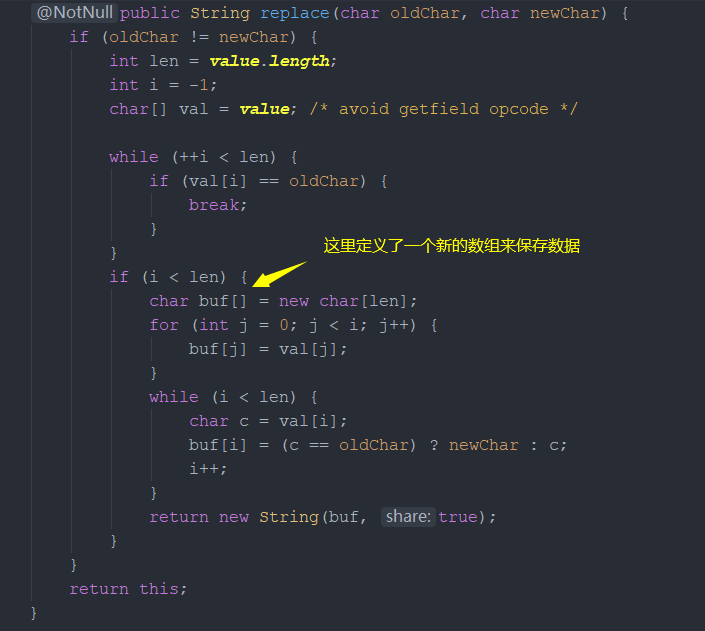 @NotNull public String replace(char oldChar, char newChar) {
if (oldChar != newChar) {
int len = value.length;
int i = -1;
char[] val = value; /* avoid getfield opcode */
while (++i < len) {
if (val[i] == oldChar) {
break;
}
}
这里定义了一个新的数组来保存数据
if (i < len) {
char buf[] = new char[len];
for (int j = 0; j < i; j++) {
buf[j] = val[j];
}
while (i < len) {
char c = val[i];
buf[i] = (c == oldChar) ? newChar : c;
i++;
}
return new String(buf, share: true);
}
}
return this;
}